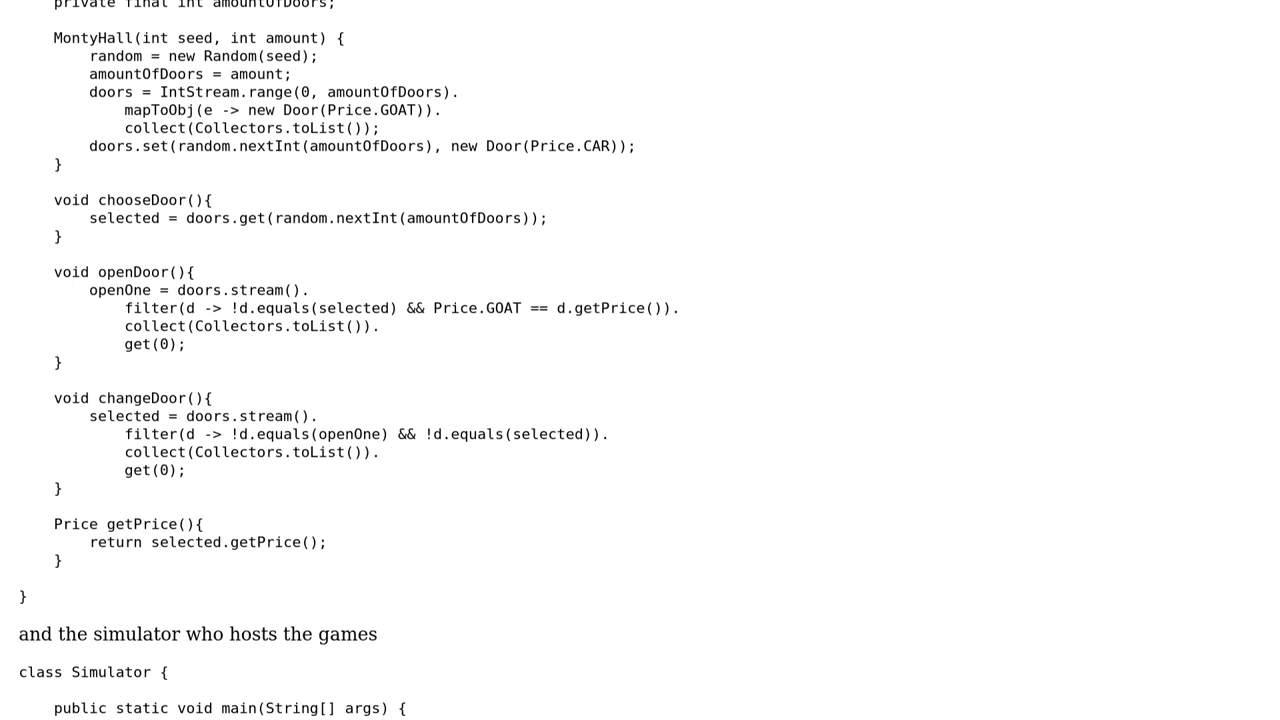 private final int amountOfDoors;
MontyHall(int seed, int amount) {
random = new Random(seed);
amountOfDoors = amount;
doors = IntStream.range(0, amountOfDoors).
mapToObj(e -> new Door(Price.GOAT)).
collect(Collectors.toList());
doors.set(random.nextInt(amountOfDoors), new Door(Price.CAR));
}
void chooseDoor(){
selected = doors.get(random.nextInt(amountOfDoors));
}
void openDoor(){
openOne = doors.stream().
filter(d -> !d.equals(selected) && Price.GOAT == d.getPrice()).
collect(Collectors.toList()).
get(0);
}
void changeDoor(){
selected = doors.stream().
filter(d -> !d.equals(openOne) && !d.equals(selected)).
collect(Collectors.toList()).
get(0);
}
Price getPrice(){
return selected.getPrice();
}
}
and the simulator who hosts the games
class Simulator {
public static void main(String[] args) {